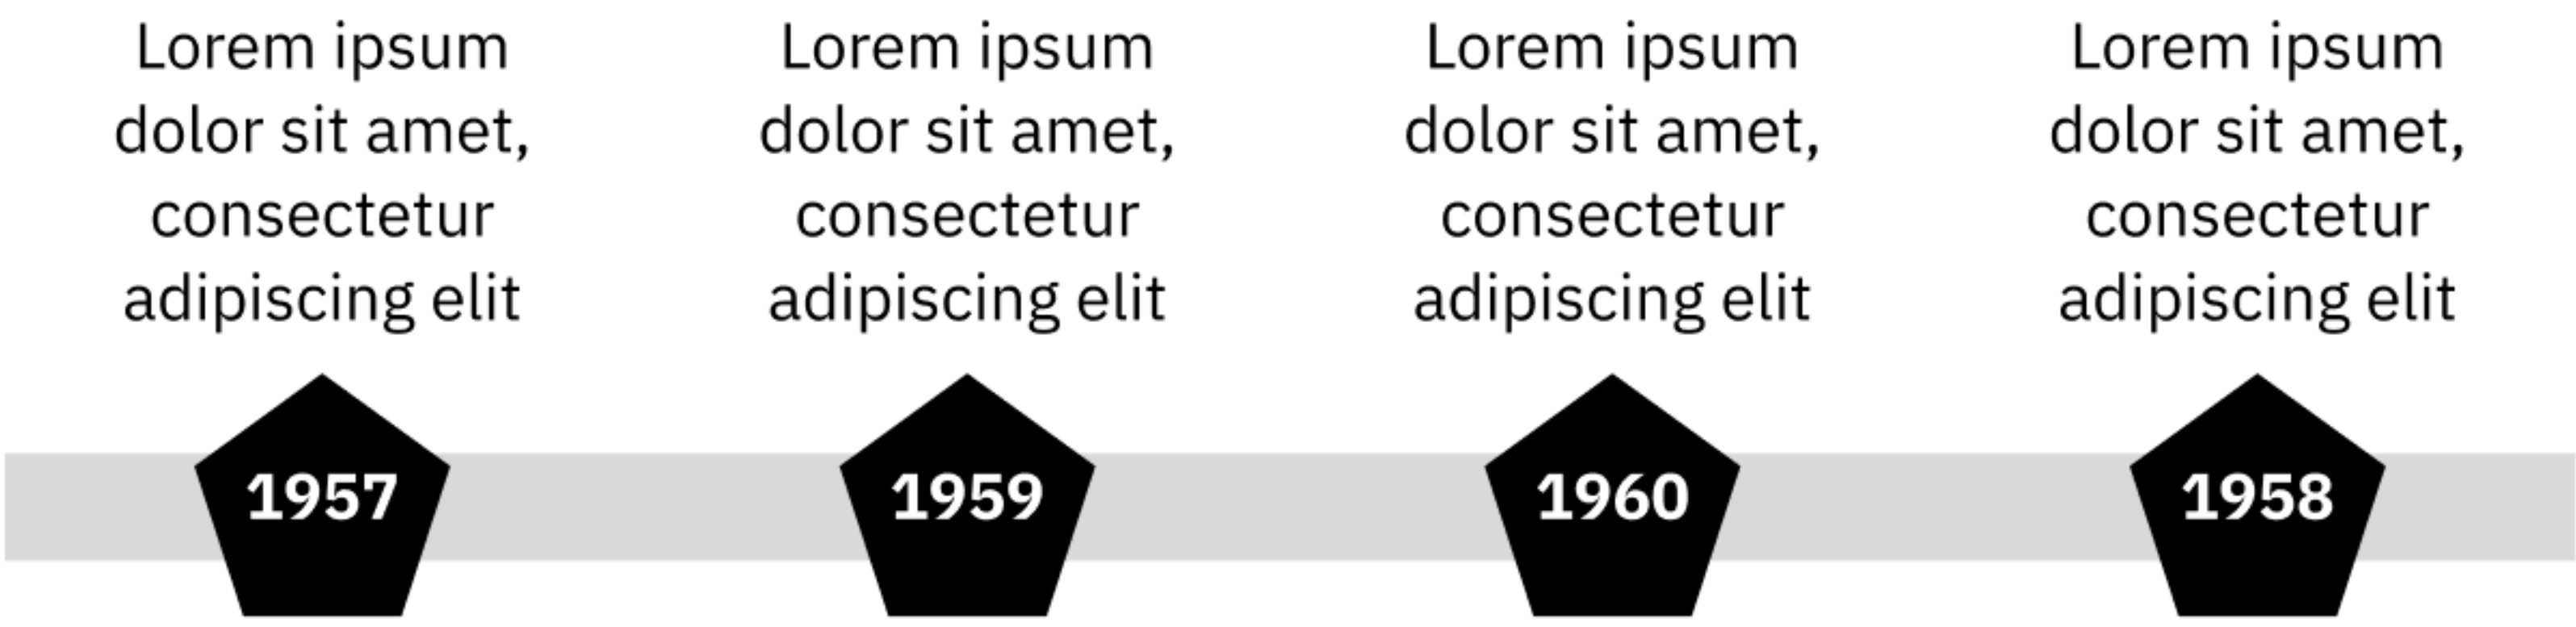 Lorem ipsum
dolor sit amet,
consectetur
adipiscing elit
1957
Lorem ipsum
dolor sit amet,
consectetur
adipiscing elit
1959
Lorem ipsum
dolor sit amet,
consectetur
adipiscing elit
1960
Lorem ipsum
dolor sit amet,
consectetur
adipiscing elit
1958